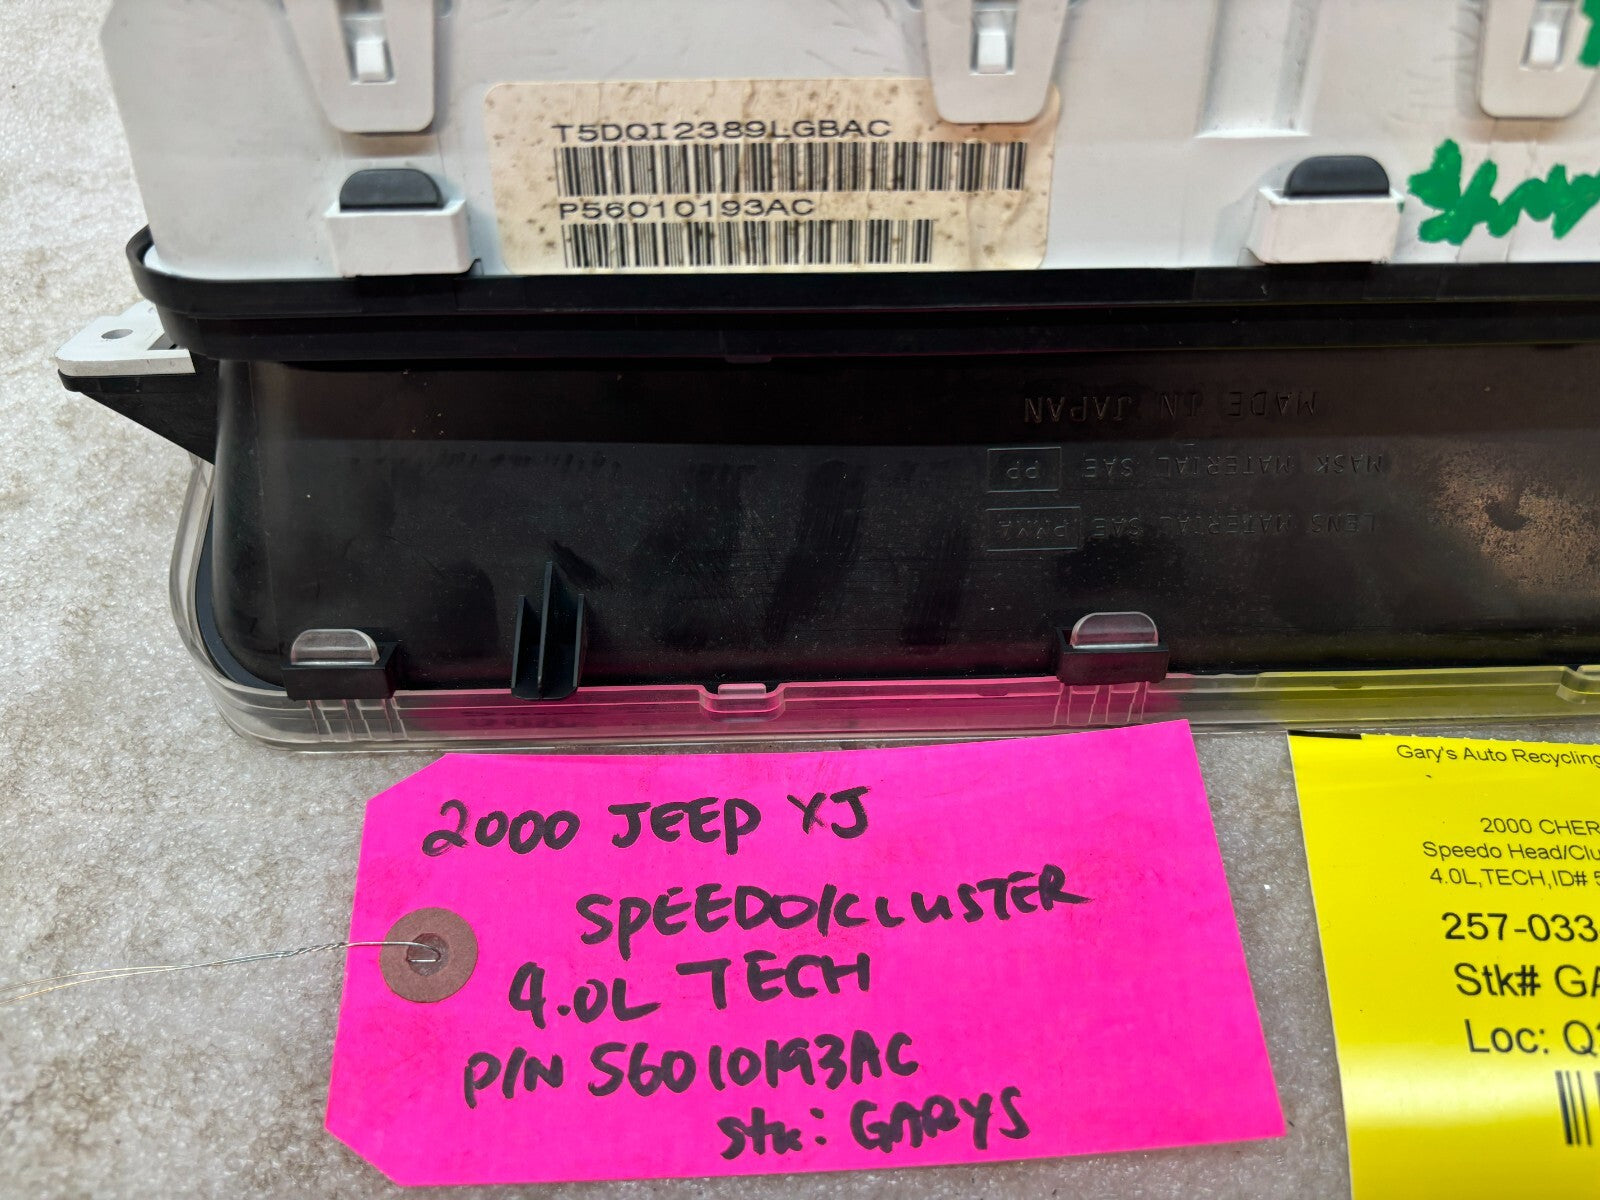 T5DQI2389LGBAC
P56010193AC
MADE IN JAPAN
MASK MATERIAL SAE PP
LENS MATERIAL SAE PMMA
2000 JEEP XJ
SPEEDO/CLUSTER
4.0L TECH
P/N 56010193AC
Stk: GARYS
Gary's Auto Recycling
2000 CHER
Speedo Head/Clu
4.0L,TECH,ID# 5
257-033
Stk# GA
Loc: Q